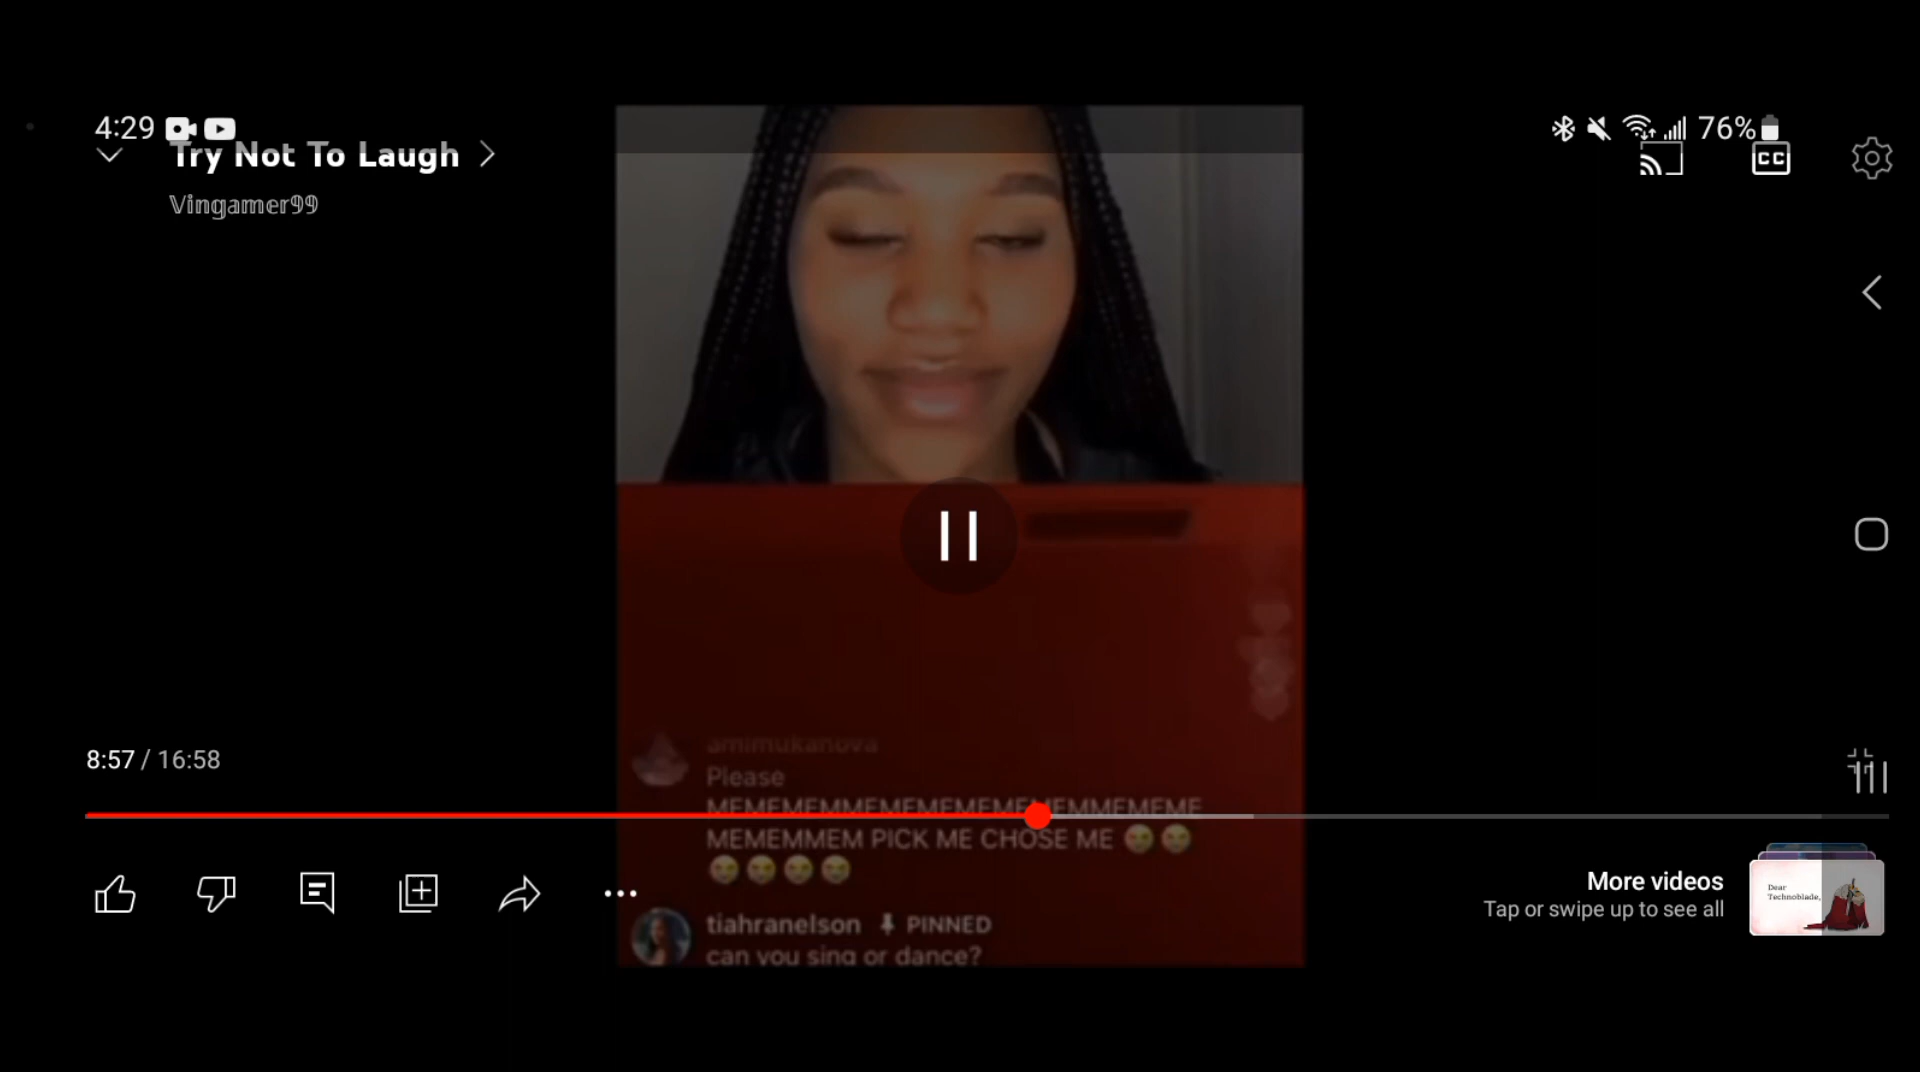 4:29
76%
Try Not To Laugh
CC
Vingamer99
amimukanova
Please
MEMEMEMMEMEMEMEMEMEMMEMEME
MEMEMMEM PICK ME CHOSE ME 😂 😂
😂 😂 😂 😂
tiahranelson PINNED
can you sing or dance?
8:57 / 16:58
More videos
Tap or swipe up to see all
Dear
Technoblade,